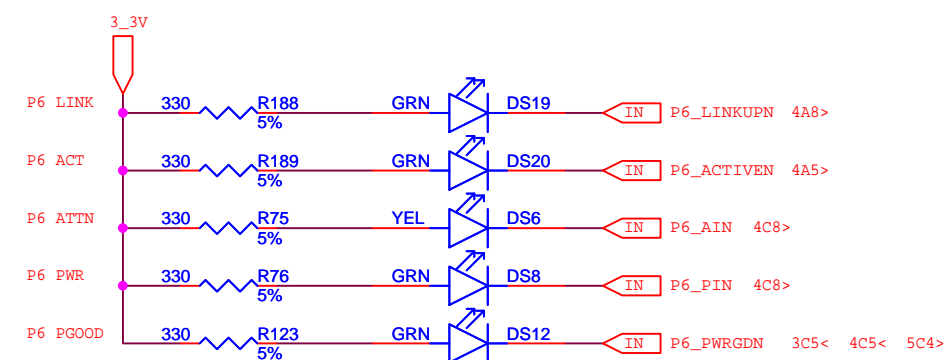 3_3V
P6 LINK 330 R188 5% GRN DS19 IN P6_LINKUPN 4A8>
P6 ACT 330 R189 5% GRN DS20 IN P6_ACTIVEN 4A5>
P6 ATTN 330 R75 5% YEL DS6 IN P6_AIN 4C8>
P6 PWR 330 R76 5% GRN DS8 IN P6_PIN 4C8>
P6 PGOOD 330 R123 5% GRN DS12 IN P6_PWRGDN 3C5< 4C5< 5C4>